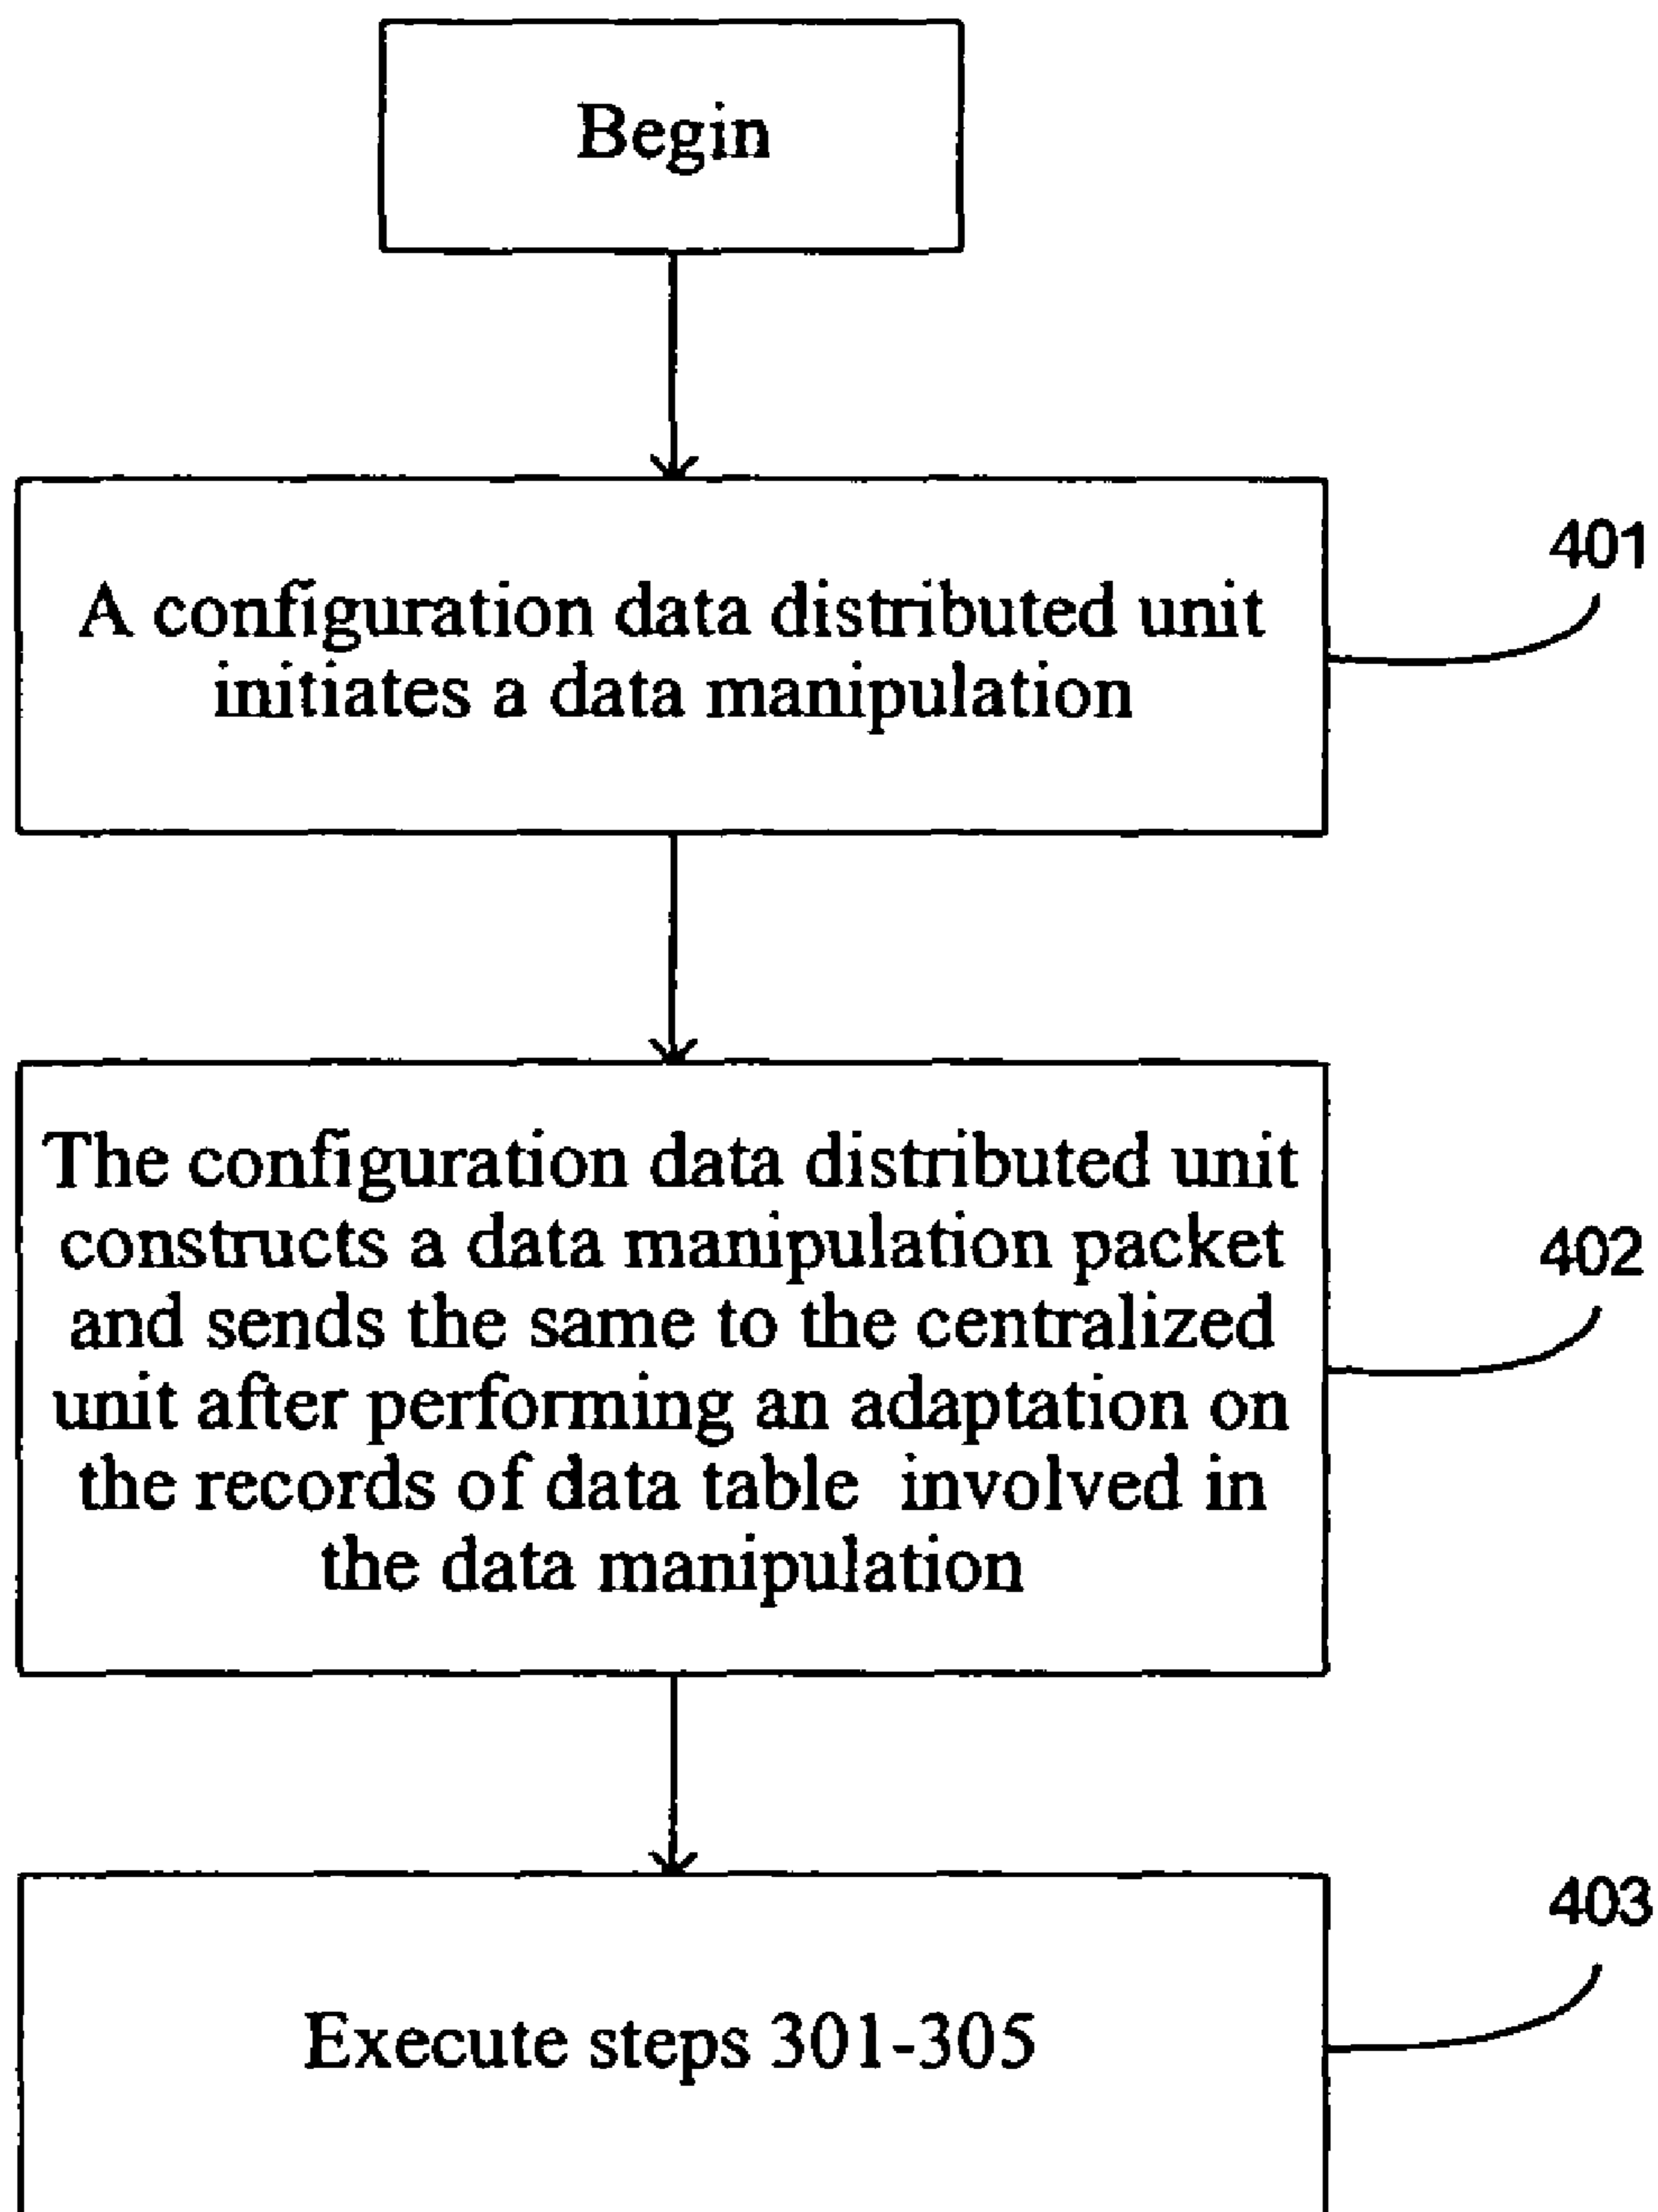 Begin
A configuration data distributed unit
initiates a data manipulation
401
The configuration data distributed unit
constructs a data manipulation packet
and sends the same to the centralized
unit after performing an adaptation on
the records of data table involved in
the data manipulation
402
Execute steps 301-305
403